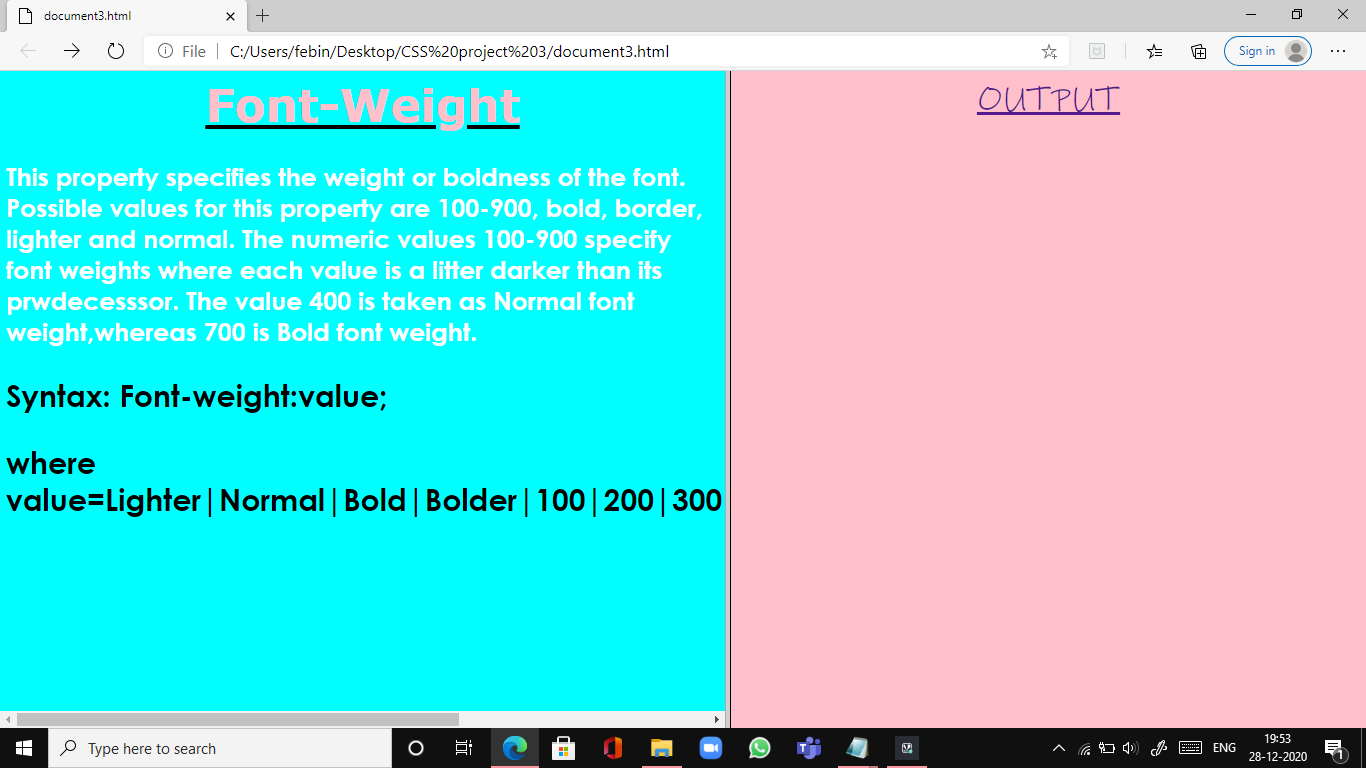 document3.html
File
C:/Users/febin/Desktop/CSS%20project%203/document3.html
Sign in
Font-Weight
This property specifies the weight or boldness of the font.
Possible values for this property are 100-900, bold, border,
lighter and normal. The numeric values 100-900 specify
font weights where each value is a litter darker than its
prwdecesssor. The value 400 is taken as Normal font
weight,whereas 700 is Bold font weight.
Syntax: Font-weight:value;
where
value=Lighter|Normal|Bold|Bolder|100|200|300
OUTPUT
Type here to search
ENG
19:53
28-12-2020
1